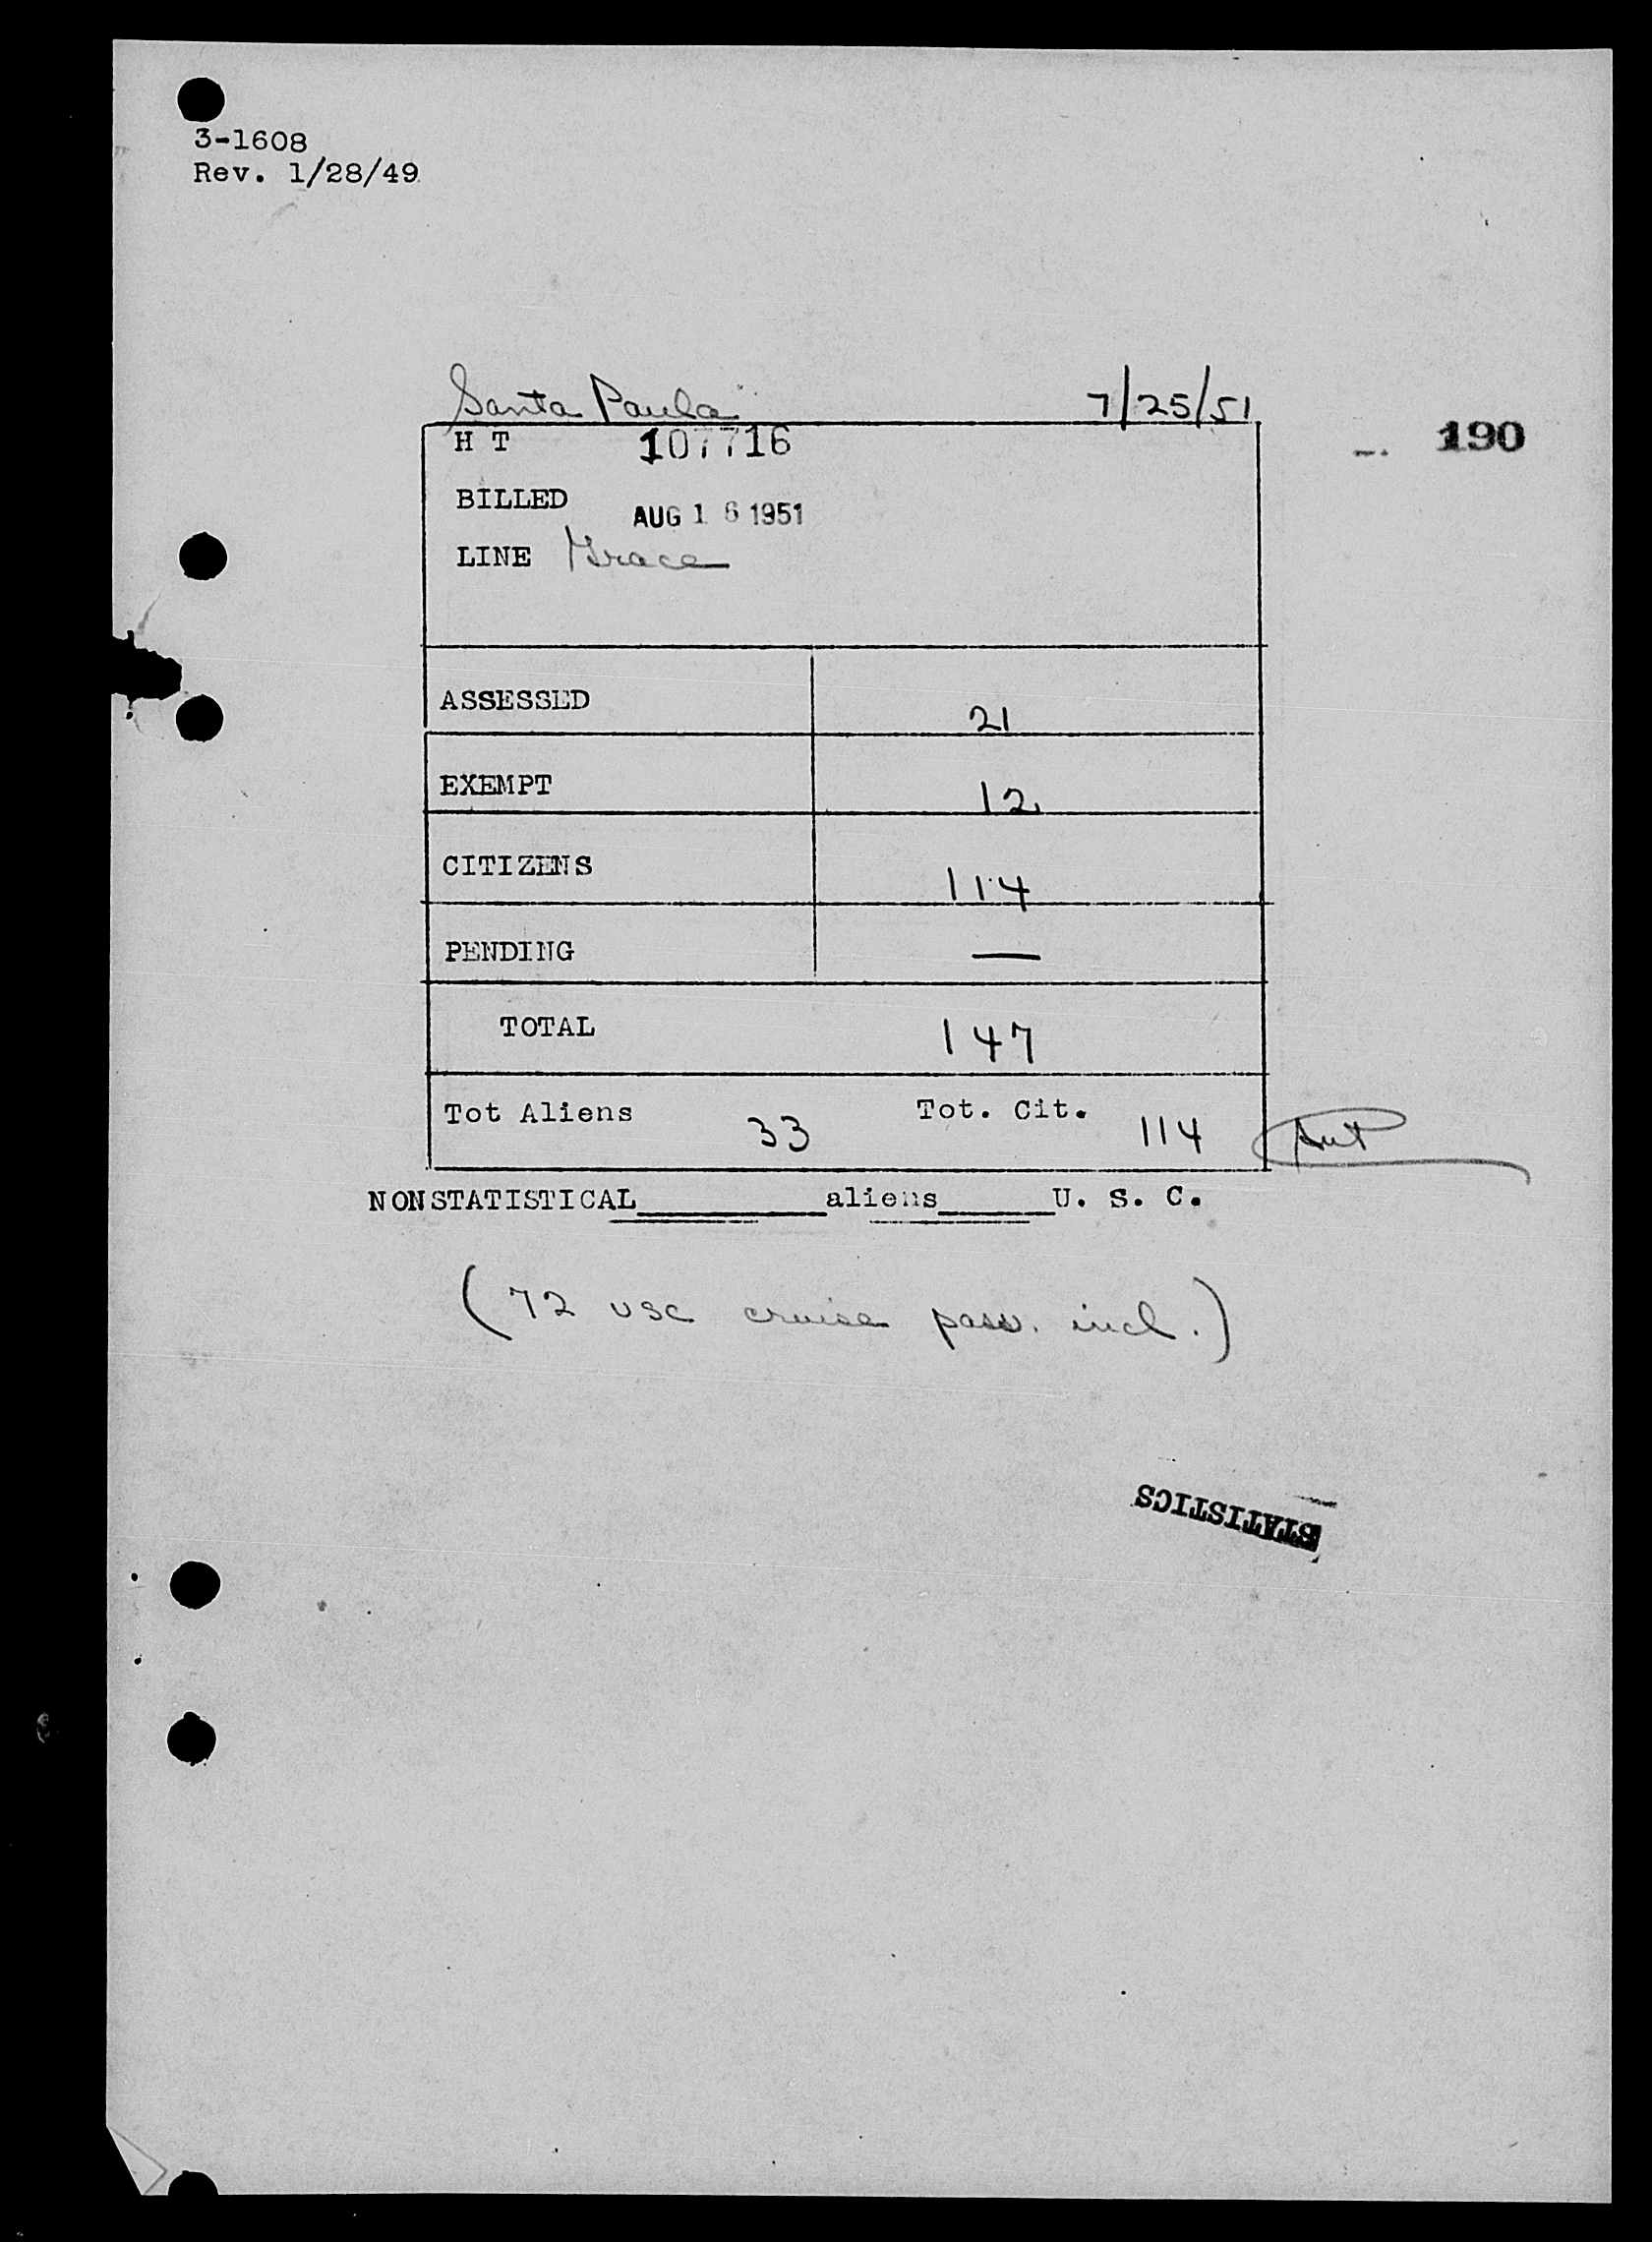 3-1608
Rev. 1/28/49
Santa Paula 7/25/51
H T 107716
190
BILLED AUG 16 1951
LINE Grace
ASSESSED 21
EXEMPT 12
CITIZENS 114
PENDING —
TOTAL 147
Tot Aliens 33 Tot. Cit. 114
NONSTATISTICAL__________aliens______U. S. C.
(72 USC cruise pass. incl.)
STATISTICS